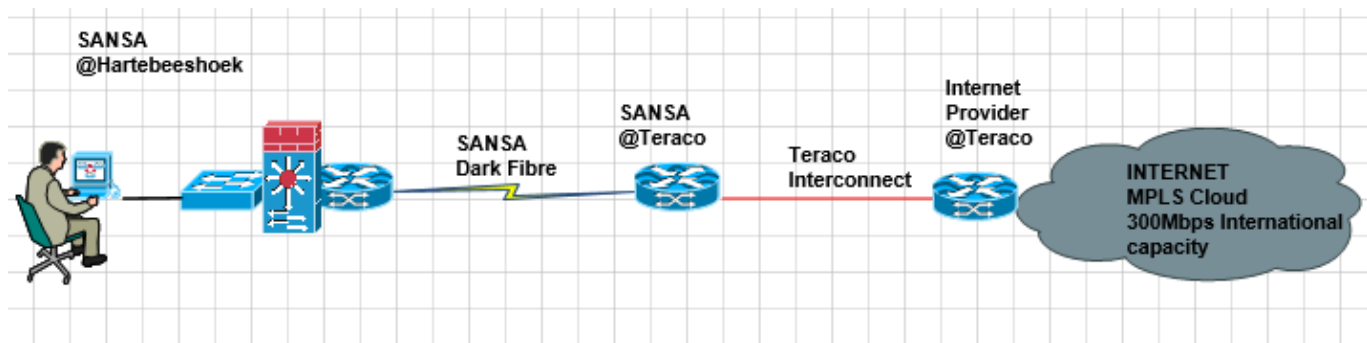 SANSA
@Hartebeeshoek
SANSA
Dark Fibre
SANSA
@Teraco
Teraco
Interconnect
Internet
Provider
@Teraco
INTERNET
MPLS Cloud
300Mbps International
capacity